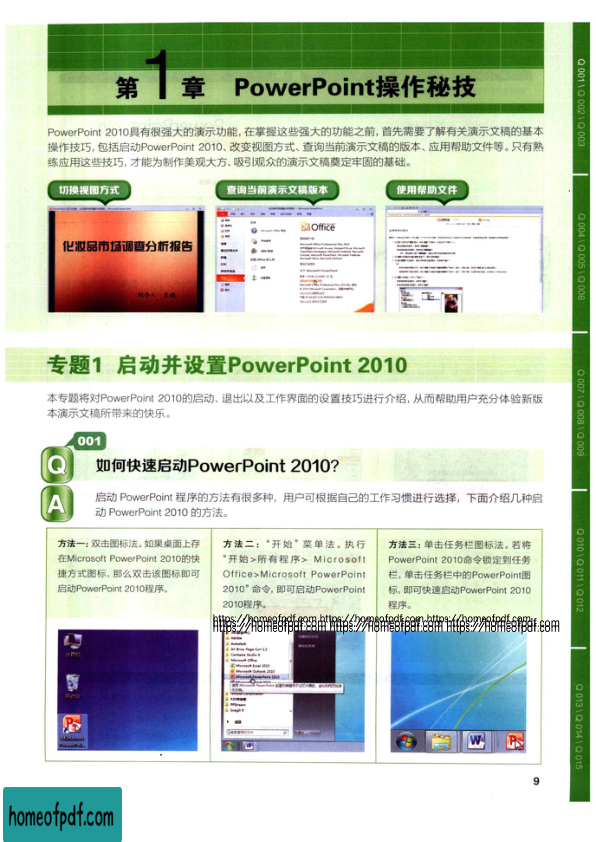 第1章 PowerPoint操作秘技
PowerPoint 2010具有很强大的演示功能，在掌握这些强大的功能之前，首先需要了解有关演示文稿的基本
操作技巧，包括启动PowerPoint 2010、改变视图方式、查询当前演示文稿的版本、应用帮助文件等。只有熟
练应用这些技巧，才能为制作美观大方、吸引观众的演示文稿奠定牢固的基础。
切换视图方式
查询当前演示文稿版本
使用帮助文件
化妆品市场调查分析报告
Office
专题1 启动并设置PowerPoint 2010
本专题将对PowerPoint 2010的启动、退出以及工作界面的设置技巧进行介绍，从而帮助用户充分体验新版
本演示文稿所带来的快乐。
001
Q 如何快速启动PowerPoint 2010?
A 启动 PowerPoint 程序的方法有很多种，用户可根据自己的工作习惯进行选择，下面介绍几种启
动 PowerPoint 2010 的方法。
方法一：双击图标法。如果桌面上存
在Microsoft PowerPoint 2010的快
捷方式图标，那么双击该图标即可
启动PowerPoint 2010程序。
方法二：“开始”菜单法。执行
“开始>所有程序> Microsoft
Office>Microsoft PowerPoint
2010”命令，即可启动PowerPoint
2010程序。
方法三：单击任务栏图标法。若将
PowerPoint 2010命令锁定到任务
栏，单击任务栏中的PowerPoint图
标，即可快速启动PowerPoint 2010
程序。
https://homeofpdf.com https://homeofpdf.com https://homeofpdf.com
https://homeofpdf.com https://homeofpdf.com https://homeofpdf.com
Q 001 \ Q 002 \ Q 003
Q 004 \ Q 005 \ Q 006
Q 007 \ Q 008 \ Q 009
Q 010 \ Q 011 \ Q 012
Q 013 \ Q 014 \ Q 015
9
homeofpdf.com